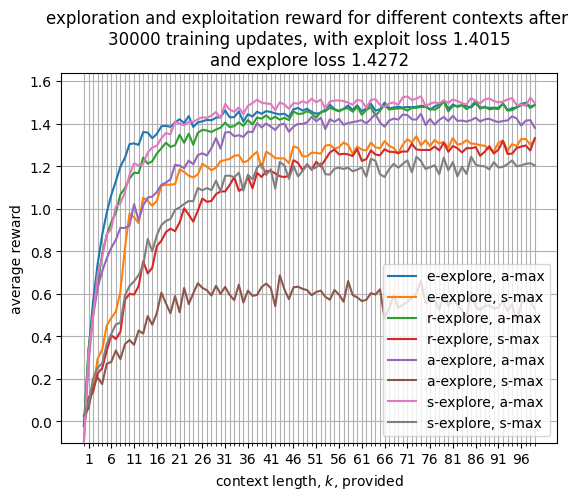 exploration and exploitation reward for different contexts after
30000 training updates, with exploit loss 1.4015
and explore loss 1.4272
1.6
1.4
1.2
1.0
0.8
0.6
0.4
0.2
0.0
average reward
e-explore, a-max
e-explore, s-max
r-explore, a-max
r-explore, s-max
a-explore, a-max
a-explore, s-max
s-explore, a-max
s-explore, s-max
1 6 11 16 21 26 31 36 41 46 51 56 61 66 71 76 81 86 91 96
context length, k, provided